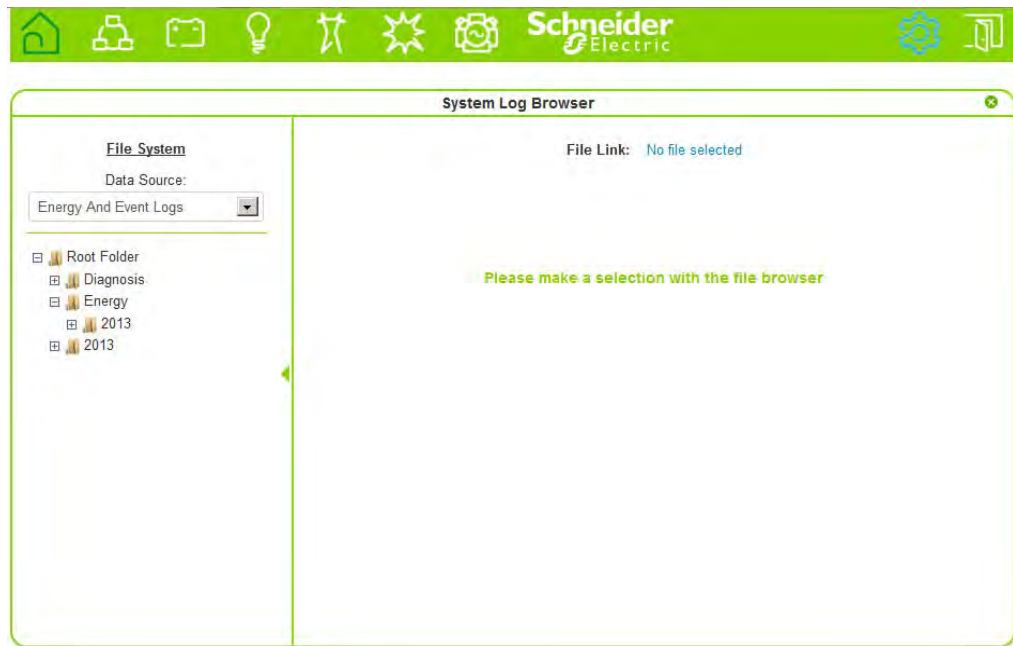 Schneider
Electric
System Log Browser
File System
Data Source:
Energy And Event Logs
Root Folder
Diagnosis
Energy
2013
2013
File Link: No file selected
Please make a selection with the file browser